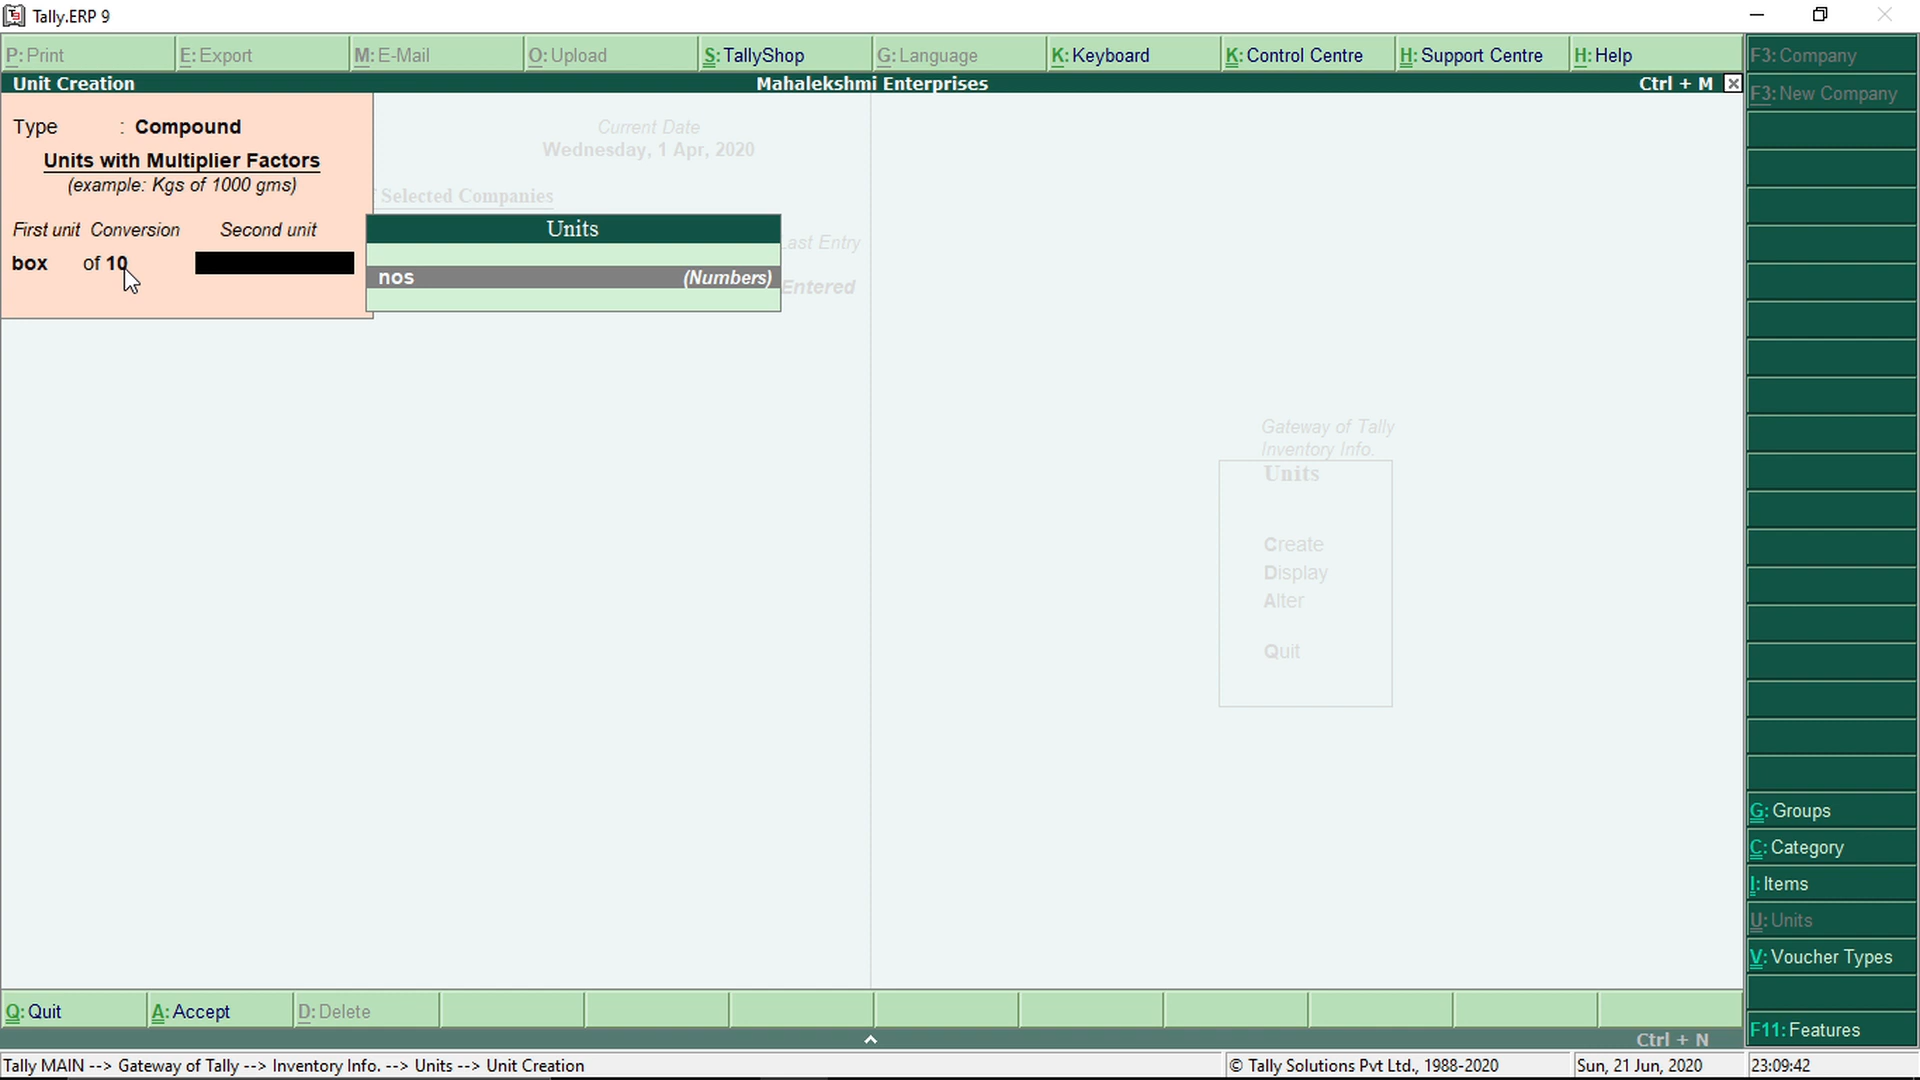 Tally.ERP 9
P: Print
E: Export
M: E-Mail
O: Upload
S: TallyShop
G: Language
K: Keyboard
K: Control Centre
H: Support Centre
H: Help
F3: Company
Unit Creation
Mahalekshmi Enterprises
Ctrl + M
F3: New Company
Type : Compound
Units with Multiplier Factors
(example: Kgs of 1000 gms)
First unit Conversion Second unit
box of 10
Current Date
Wednesday, 1 Apr, 2020
Selected Companies
Last Entry
Entered
Units
nos (Numbers)
Gateway of Tally
Inventory Info.
Units
Create
Display
Alter
Quit
G: Groups
C: Category
I: Items
U: Units
V: Voucher Types
F11: Features
Q: Quit
A: Accept
D: Delete
Ctrl + N
Tally MAIN --> Gateway of Tally --> Inventory Info. --> Units --> Unit Creation
© Tally Solutions Pvt Ltd., 1988-2020
Sun, 21 Jun, 2020
23:09:42